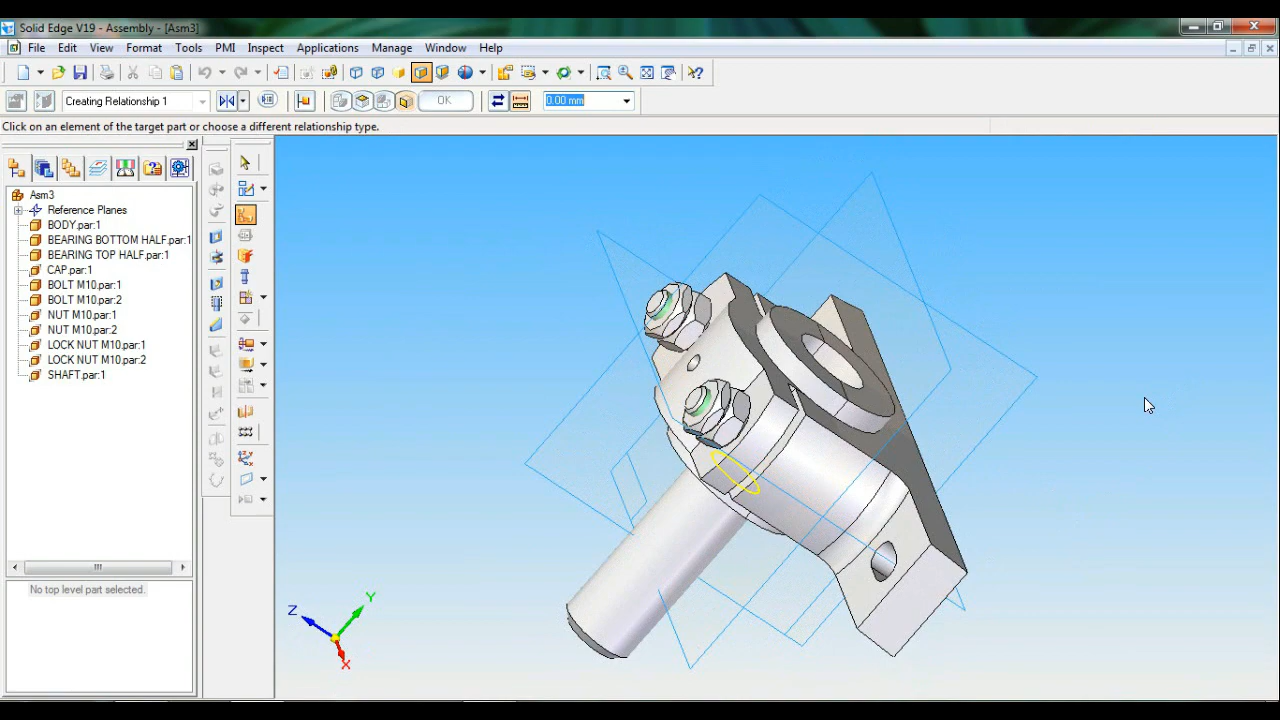 Solid Edge V19 - Assembly - [Asm3]
File Edit View Format Tools PMI Inspect Applications Manage Window Help
Creating Relationship 1 OK 0.00 mm
Click on an element of the target part or choose a different relationship type.
Asm3
Reference Planes
BODY.par:1
BEARING BOTTOM HALF.par:1
BEARING TOP HALF.par:1
CAP.par:1
BOLT M10.par:1
BOLT M10.par:2
NUT M10.par:1
NUT M10.par:2
LOCK NUT M10.par:1
LOCK NUT M10.par:2
SHAFT.par:1
No top level part selected.
Y
Z
X